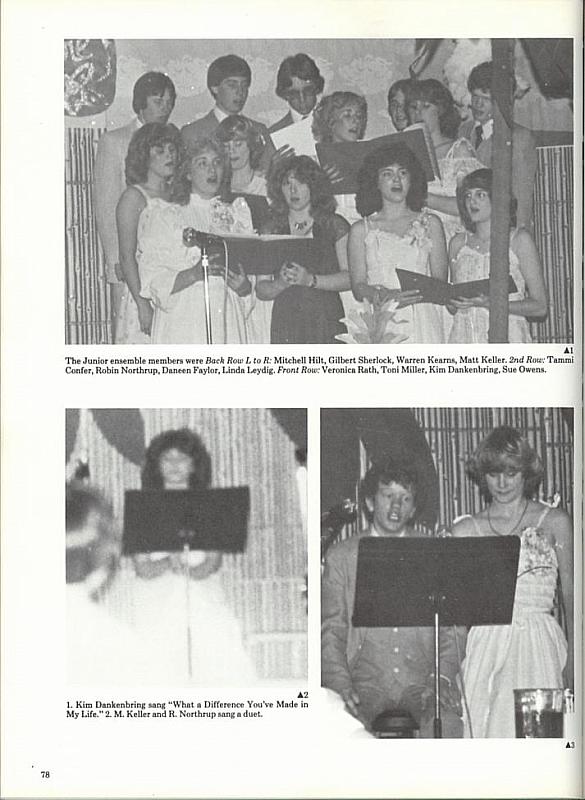 ▲1
The Junior ensemble members were Back Row L to R: Mitchell Hilt, Gilbert Sherlock, Warren Kearns, Matt Keller. 2nd Row: Tammi
Confer, Robin Northrup, Daneen Faylor, Linda Leydig. Front Row: Veronica Rath, Toni Miller, Kim Dankenbring, Sue Owens.
▲2
1. Kim Dankenbring sang “What a Difference You've Made in
My Life.” 2. M. Keller and R. Northrup sang a duet.
▲3
78